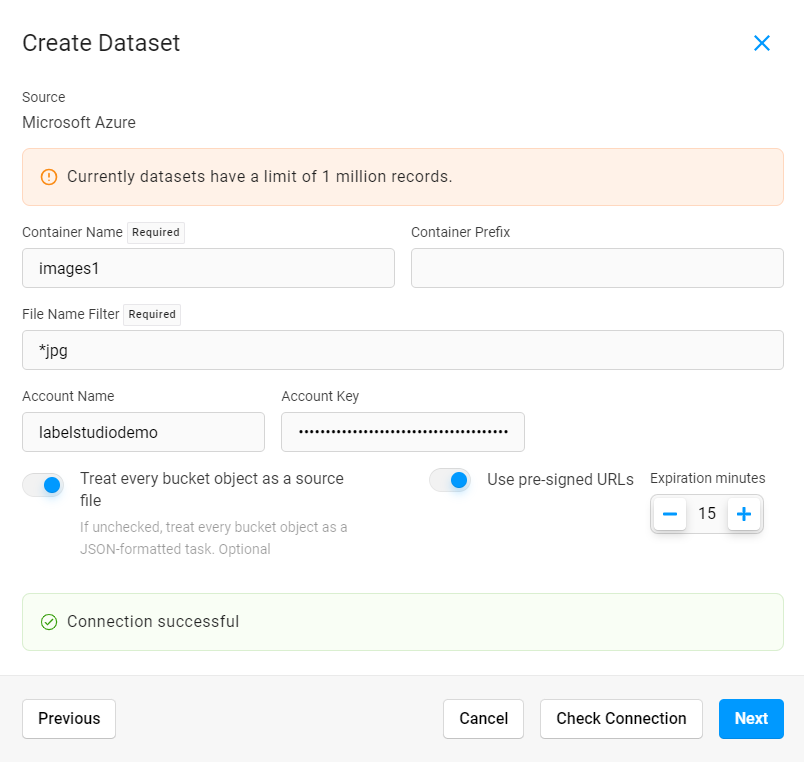 Create Dataset
Source
Microsoft Azure
Currently datasets have a limit of 1 million records.
Container Name Required
Container Prefix
images1
File Name Filter Required
*jpg
Account Name
Account Key
labelstudiodemo
•••••••••••••••••••••••••••••••••••••••
Treat every bucket object as a source
file
If unchecked, treat every bucket object as a
JSON-formatted task. Optional
Use pre-signed URLs
Expiration minutes
15
Connection successful
Previous
Cancel
Check Connection
Next